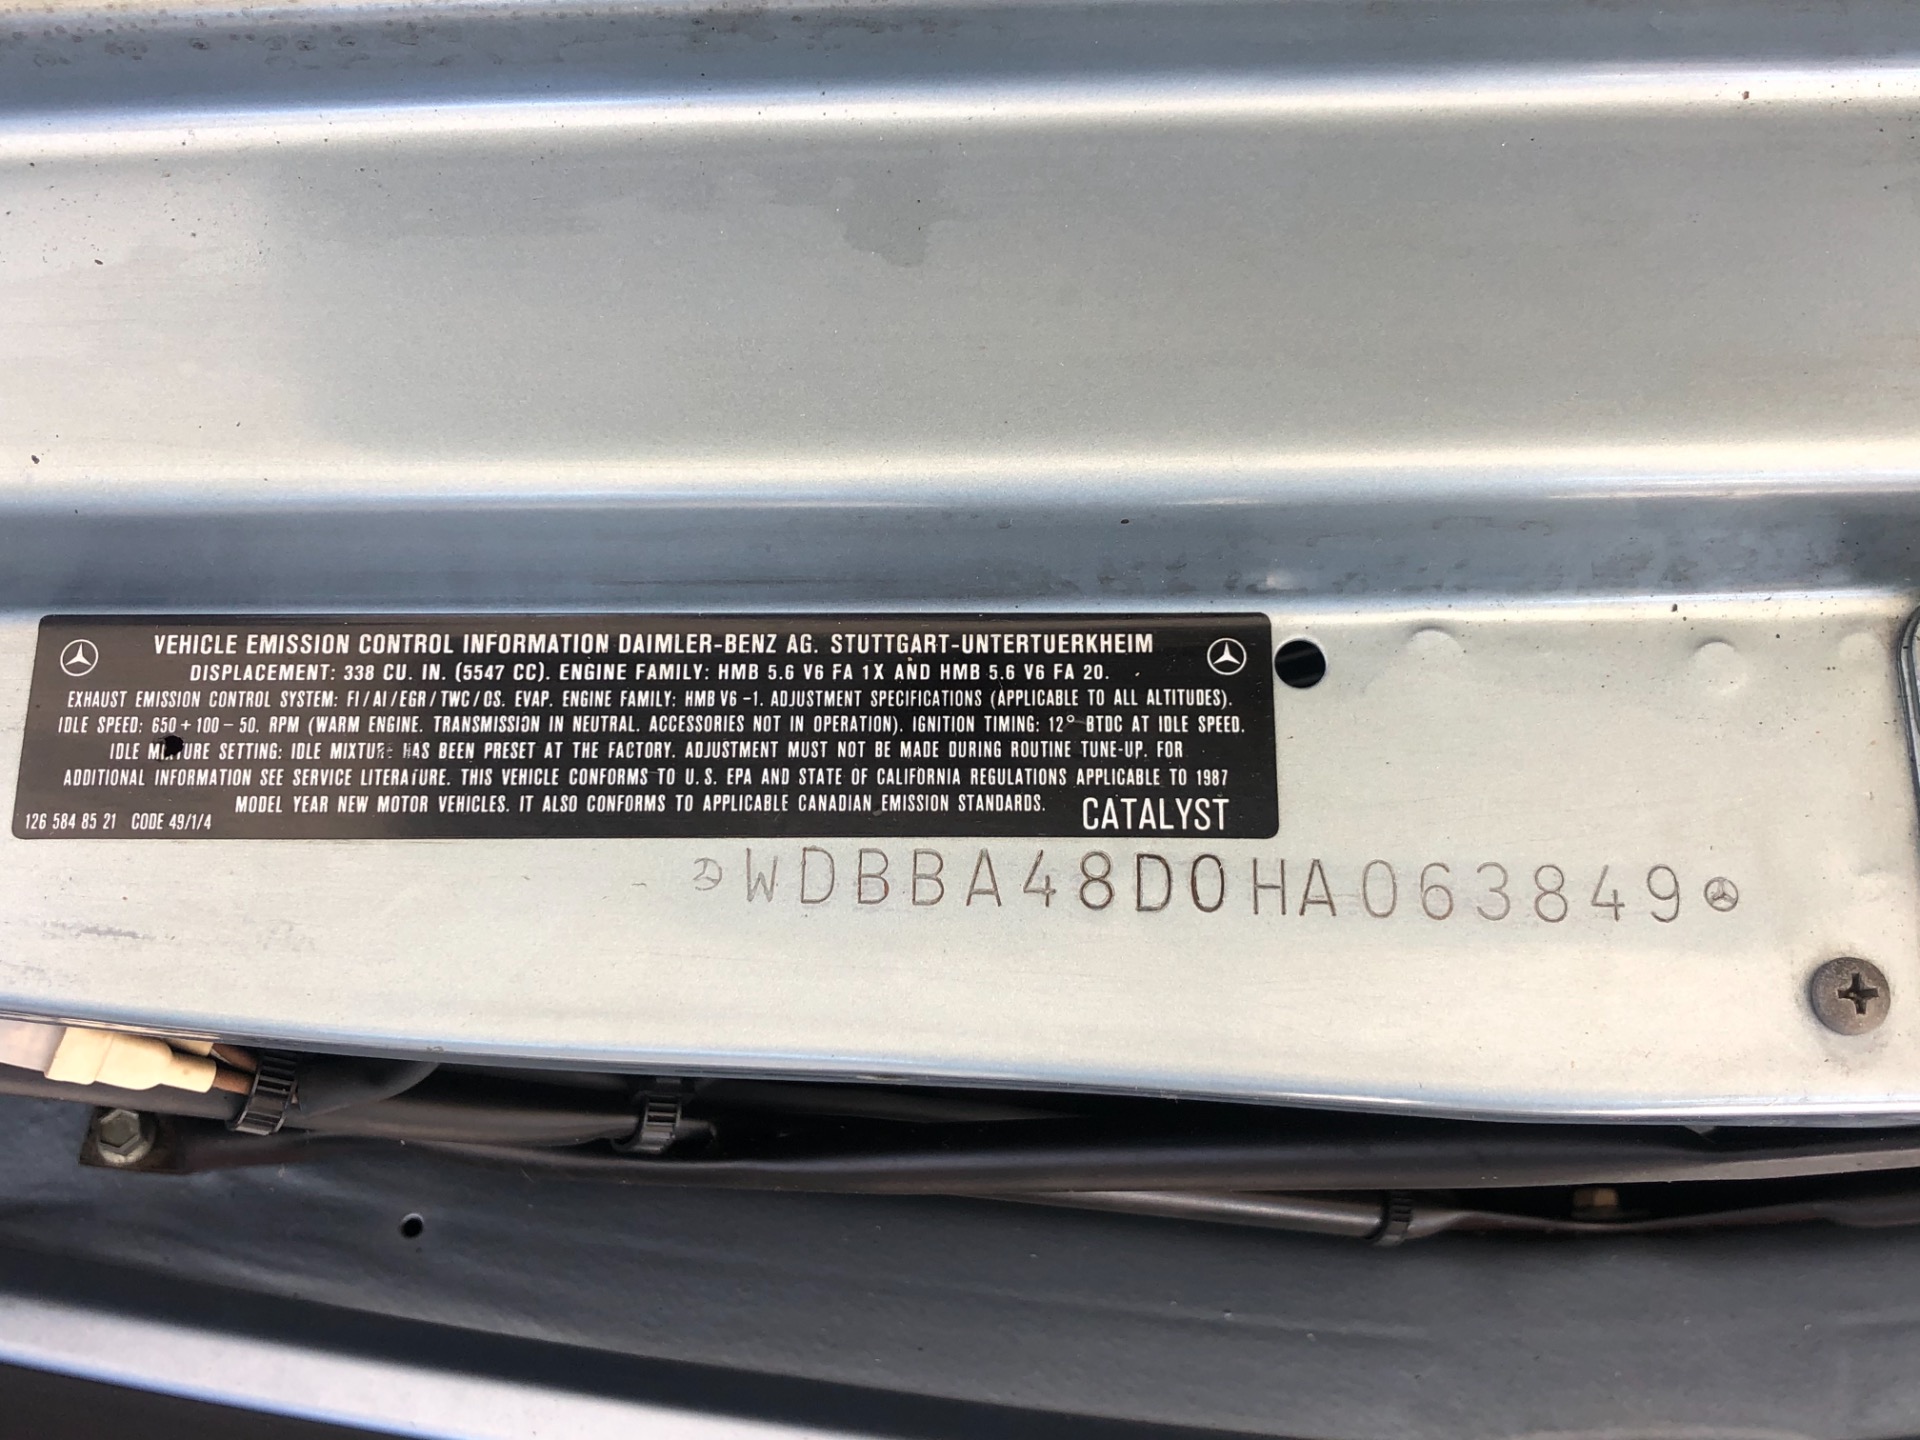 VEHICLE EMISSION CONTROL INFORMATION DAIMLER-BENZ AG. STUTTGART-UNTERTUERKHEIM
DISPLACEMENT: 338 CU. IN. (5547 CC). ENGINE FAMILY: HMB 5.6 V6 FA 1X AND HMB 5.6 V6 FA 20.
EXHAUST EMISSION CONTROL SYSTEM: FI/AI/EGR/TWC/OS. EVAP. ENGINE FAMILY: HMB V6-1. ADJUSTMENT SPECIFICATIONS (APPLICABLE TO ALL ALTITUDES).
IDLE SPEED: 650+100-50. RPM (WARM ENGINE. TRANSMISSION IN NEUTRAL. ACCESSORIES NOT IN OPERATION). IGNITION TIMING: 12° BTDC AT IDLE SPEED.
IDLE MIXTURE SETTING: IDLE MIXTURE HAS BEEN PRESET AT THE FACTORY. ADJUSTMENT MUST NOT BE MADE DURING ROUTINE TUNE-UP. FOR
ADDITIONAL INFORMATION SEE SERVICE LITERATURE. THIS VEHICLE CONFORMS TO U.S. EPA AND STATE OF CALIFORNIA REGULATIONS APPLICABLE TO 1987
MODEL YEAR NEW MOTOR VEHICLES. IT ALSO CONFORMS TO APPLICABLE CANADIAN EMISSION STANDARDS. CATALYST
126 584 85 21 CODE 49/1/4
WDBBA48D0HA063849